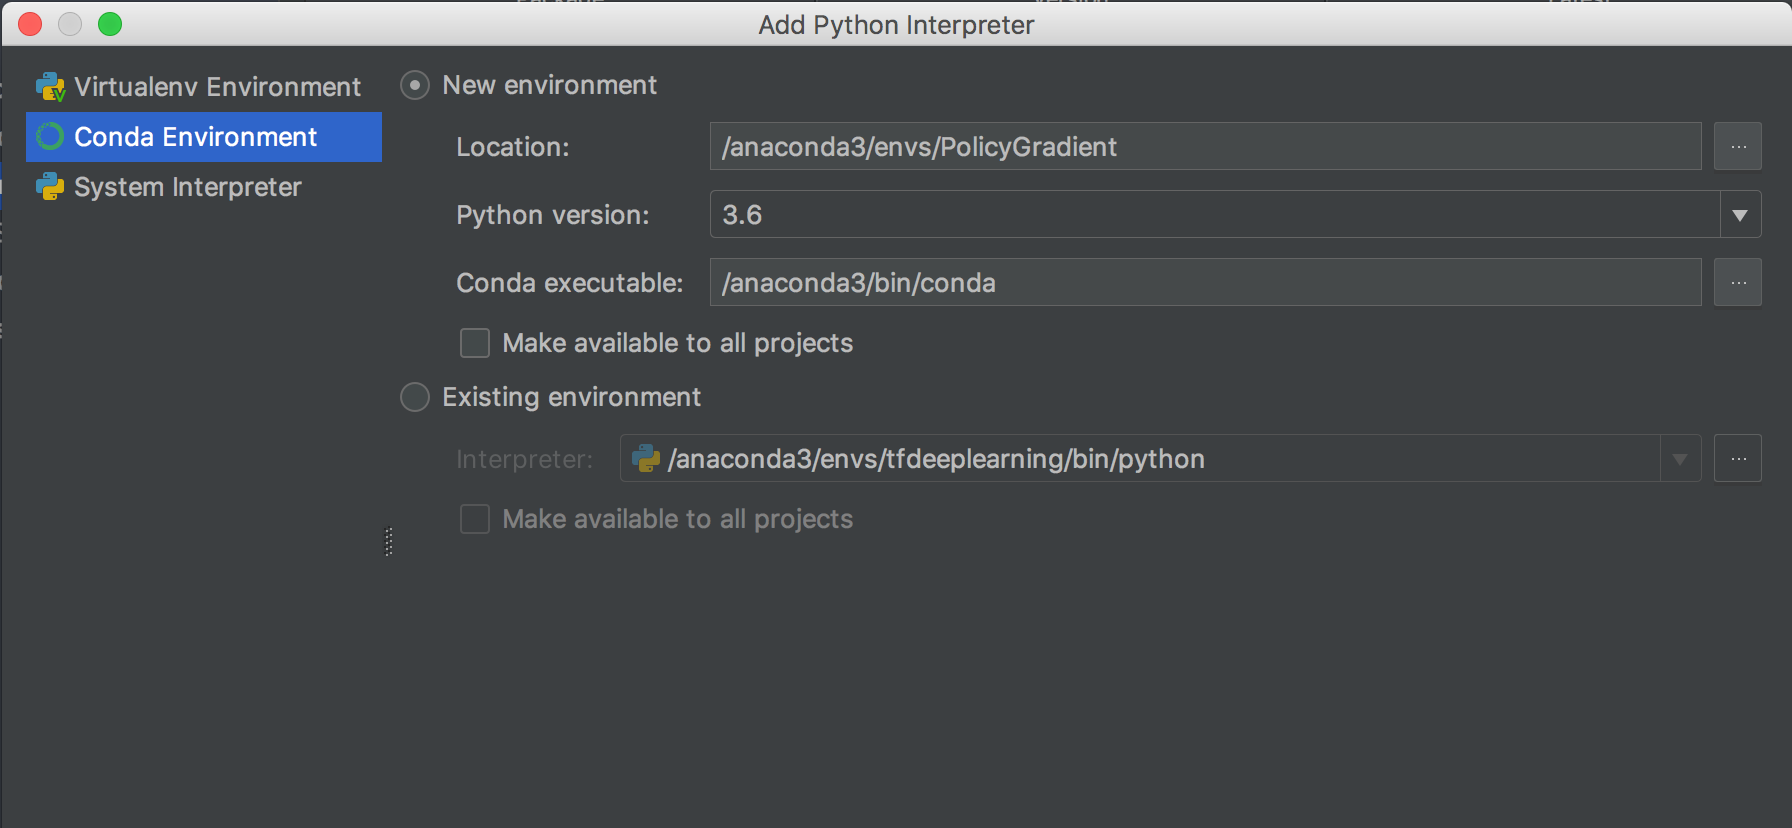 Add Python Interpreter
Virtualenv Environment
Conda Environment
System Interpreter
New environment
Location: /anaconda3/envs/PolicyGradient ...
Python version: 3.6
Conda executable: /anaconda3/bin/conda ...
Make available to all projects
Existing environment
Interpreter: /anaconda3/envs/tfdeeplearning/bin/python ...
Make available to all projects